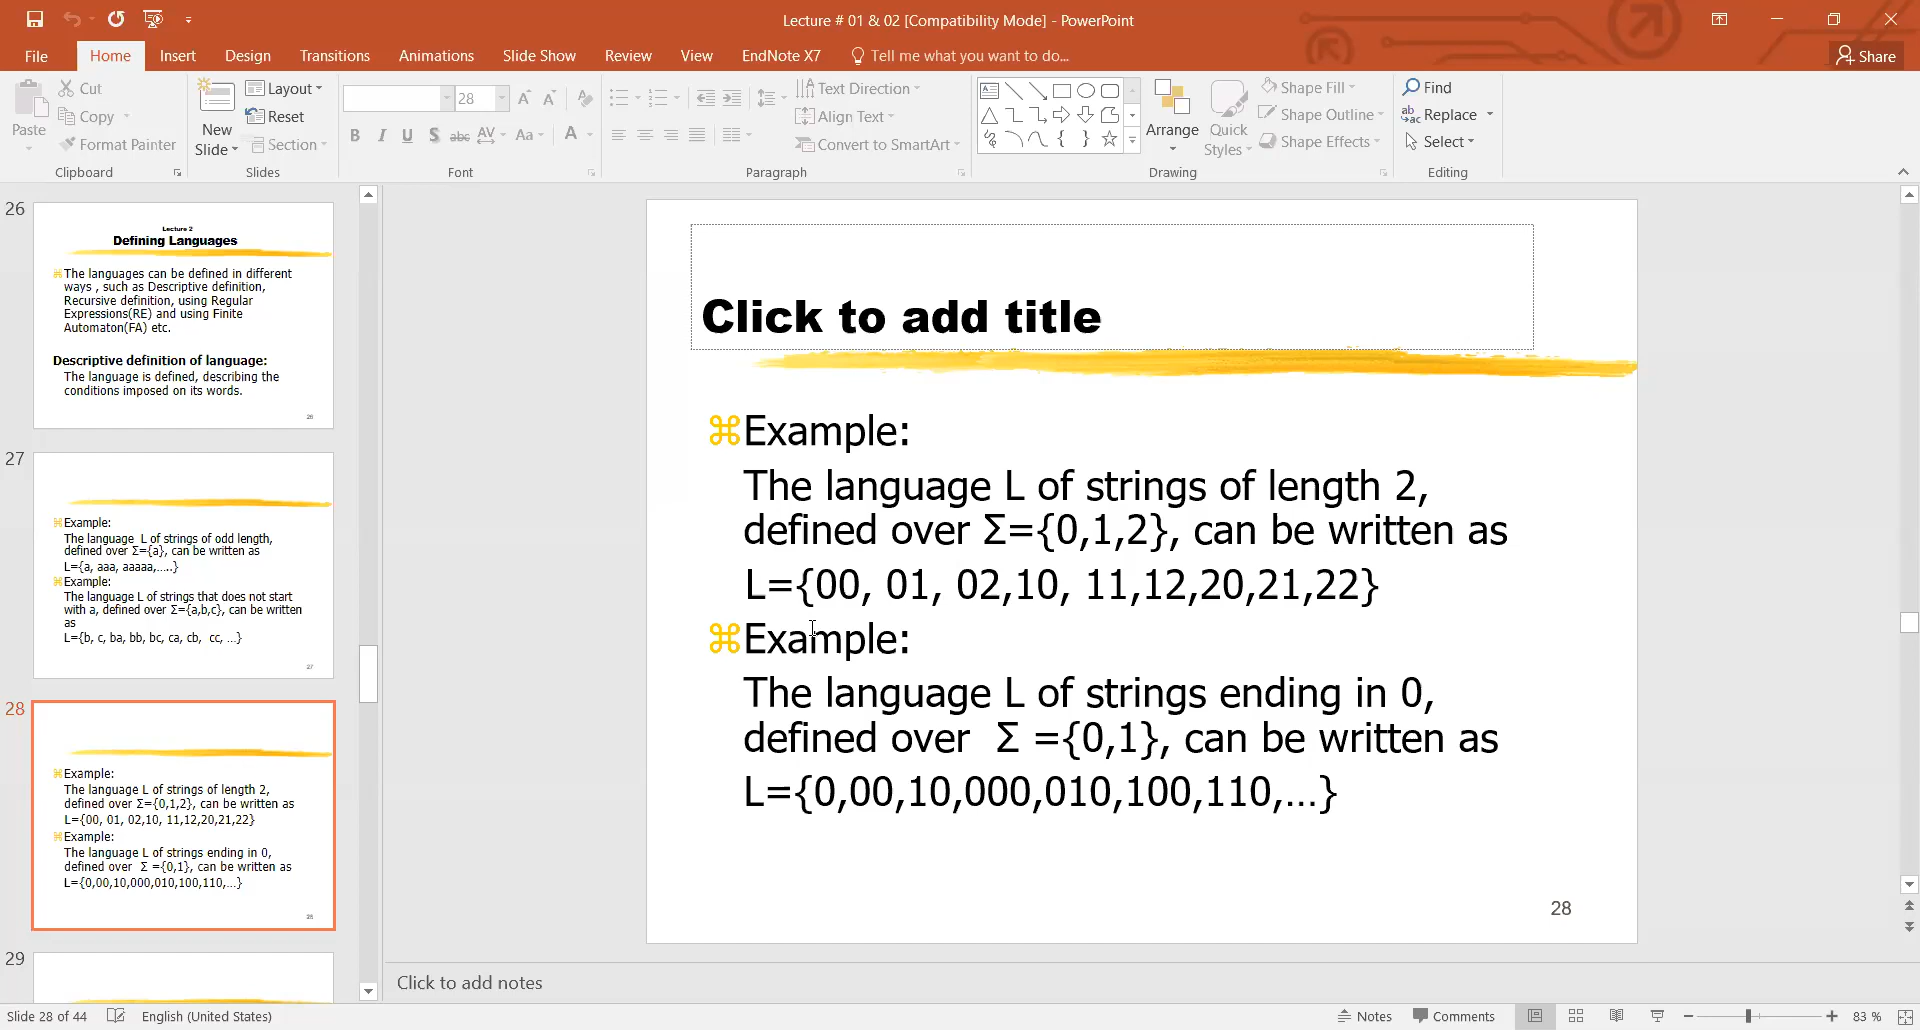 Lecture # 01 & 02 [Compatibility Mode] - PowerPoint
File Home Insert Design Transitions Animations Slide Show Review View EndNote X7 Tell me what you want to do... Share
Paste
Cut
Copy
Format Painter
Clipboard
New Slide
Layout
Reset
Section
Slides
28
B I U S abc AV Aa A
Font
Text Direction
Align Text
Convert to SmartArt
Paragraph
Arrange
Quick Styles
Shape Fill
Shape Outline
Shape Effects
Drawing
Find
Replace
Select
Editing
26
Lecture 2
Defining Languages
The languages can be defined in different
ways , such as Descriptive definition,
Recursive definition, using Regular
Expressions(RE) and using Finite
Automaton(FA) etc.
Descriptive definition of language:
The language is defined, describing the
conditions imposed on its words.
26
27
Example:
The language L of strings of odd length,
defined over Σ={a}, can be written as
L={a, aaa, aaaaa,…..}
Example:
The language L of strings that does not start
with a, defined over Σ={a,b,c}, can be written
as
L={b, c, ba, bb, bc, ca, cb, cc, …}
27
28
Example:
The language L of strings of length 2,
defined over Σ={0,1,2}, can be written as
L={00, 01, 02,10, 11,12,20,21,22}
Example:
The language L of strings ending in 0,
defined over Σ ={0,1}, can be written as
L={0,00,10,000,010,100,110,…}
28
29
Click to add title
⌘Example:
The language L of strings of length 2,
defined over Σ={0,1,2}, can be written as
L={00, 01, 02,10, 11,12,20,21,22}
⌘Example:
The language L of strings ending in 0,
defined over Σ ={0,1}, can be written as
L={0,00,10,000,010,100,110,…}
28
Click to add notes
Slide 28 of 44 English (United States) Notes Comments 83 %